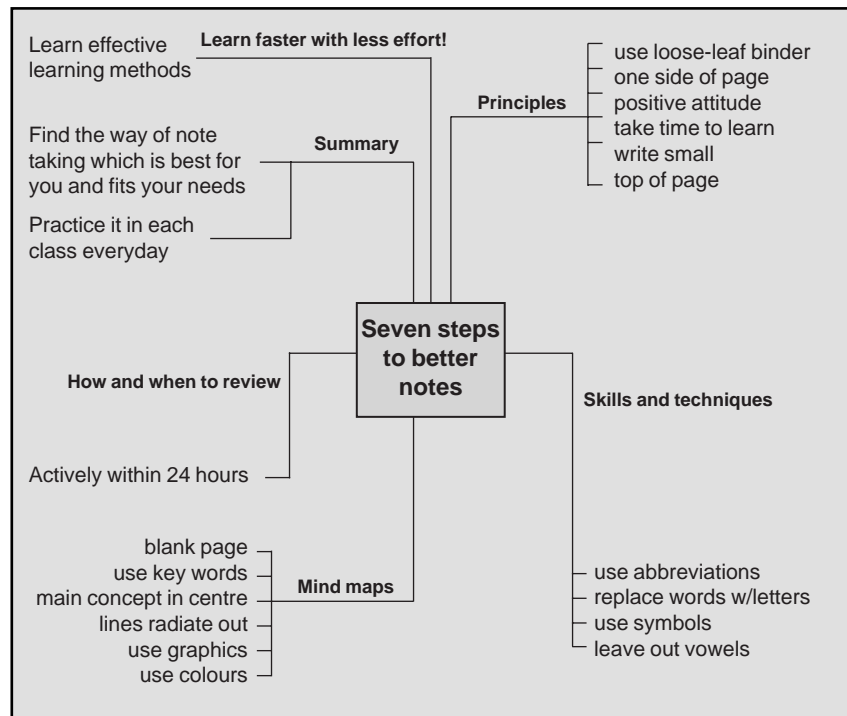 Learn effective
learning methods
Learn faster with less effort!
Principles
use loose-leaf binder
one side of page
positive attitude
take time to learn
write small
top of page
Find the way of note
taking which is best for
you and fits your needs
Summary
Practice it in each
class everyday
Seven steps
to better
notes
How and when to review
Actively within 24 hours
Skills and techniques
use abbreviations
replace words w/letters
use symbols
leave out vowels
Mind maps
blank page
use key words
main concept in centre
lines radiate out
use graphics
use colours